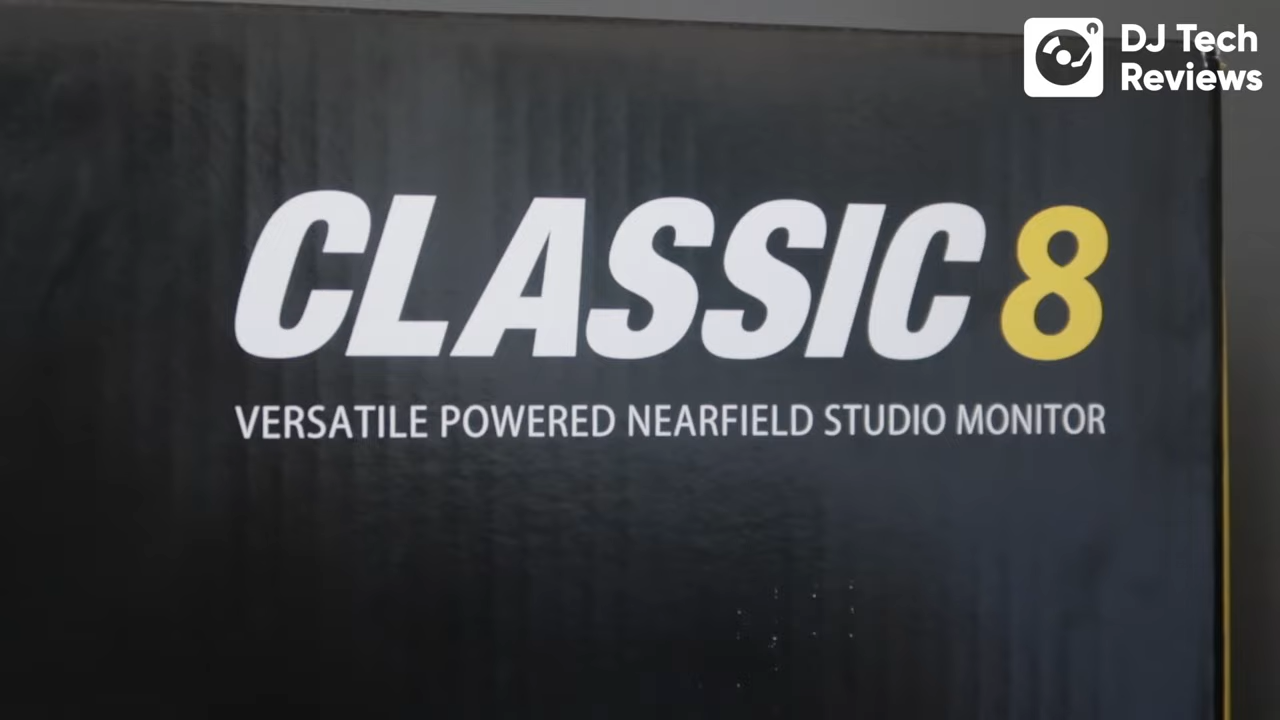 DJ Tech
Reviews
CLASSIC 8
VERSATILE POWERED NEARFIELD STUDIO MONITOR